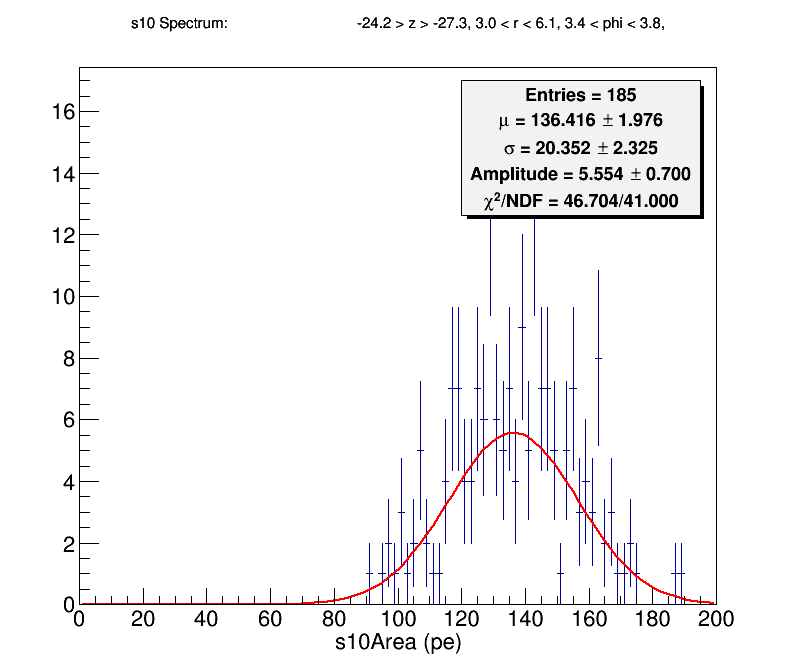 s10 Spectrum: -24.2 > z > -27.3, 3.0 < r < 6.1, 3.4 < phi < 3.8,
Entries = 185
μ = 136.416 ± 1.976
σ = 20.352 ± 2.325
Amplitude = 5.554 ± 0.700
χ²/NDF = 46.704/41.000
16
14
12
10
8
6
4
2
0
0 20 40 60 80 100 120 140 160 180 200
s10Area (pe)